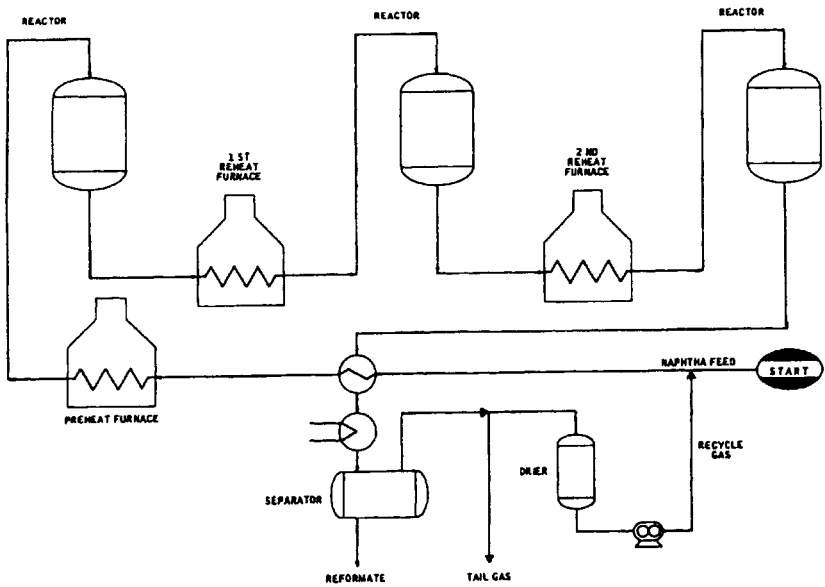 REACTOR
REACTOR
REACTOR
1 ST
REHEAT
FURNACE
2 ND
REHEAT
FURNACE
NAPHTHA FEED
START
PREHEAT FURNACE
RECYCLE
GAS
DRIER
SEPARATOR
REFORMATE
TAIL GAS